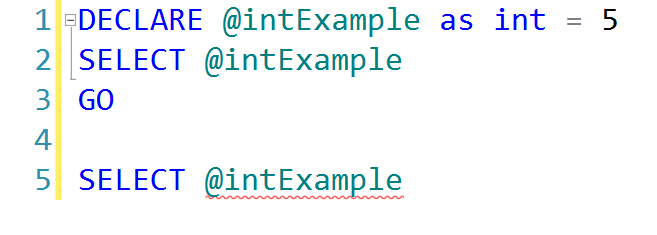 1 DECLARE @intExample as int = 5
2 SELECT @intExample
3 GO
4
5 SELECT @intExample